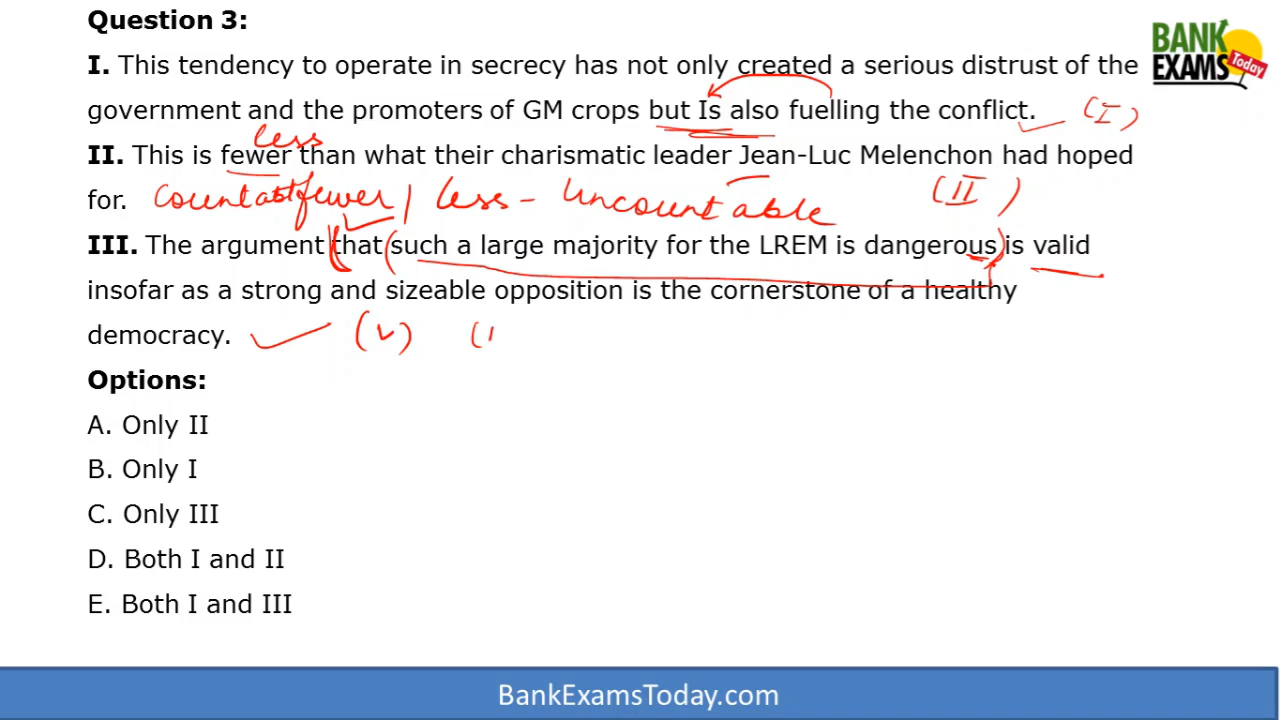 Question 3:
BANK
EXAMS Today
I. This tendency to operate in secrecy has not only created a serious distrust of the
government and the promoters of GM crops but Is also fuelling the conflict. (I)
less
II. This is fewer than what their charismatic leader Jean-Luc Melenchon had hoped
for. fewer / less - Uncountable (II)
III. The argument that such a large majority for the LREM is dangerous is valid
insofar as a strong and sizeable opposition is the cornerstone of a healthy
democracy.
Options:
A. Only II
B. Only I
C. Only III
D. Both I and II
E. Both I and III
BankExamsToday.com